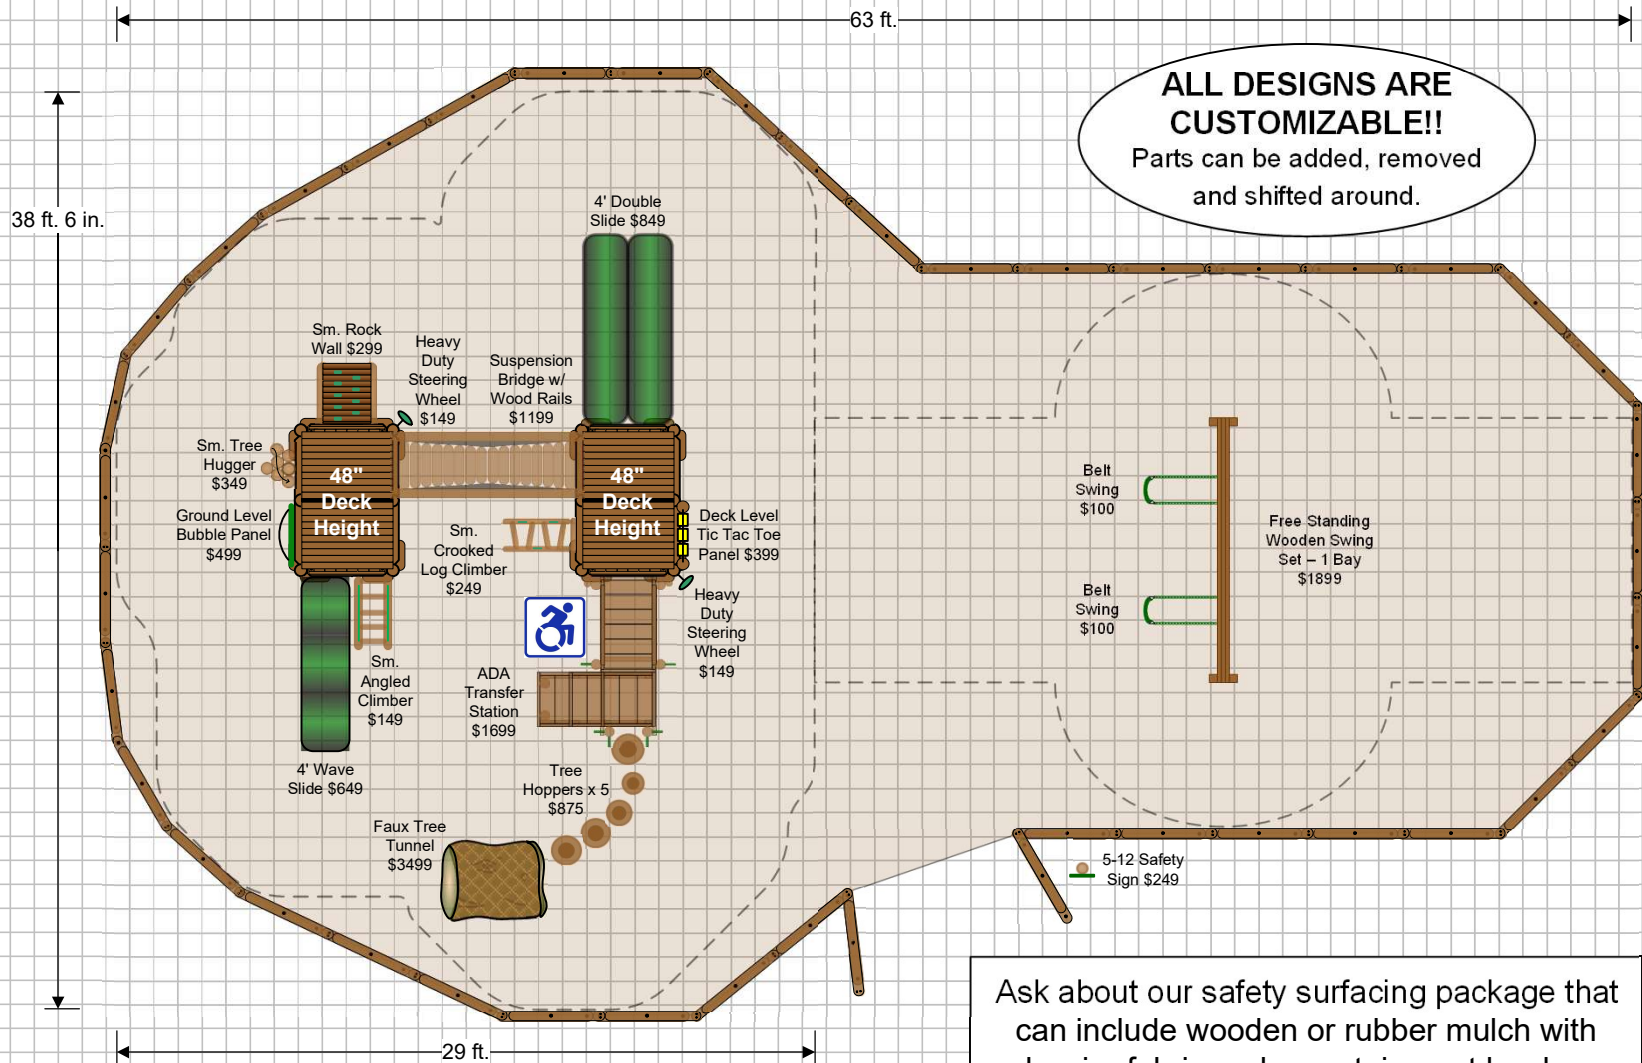 63 ft.
ALL DESIGNS ARE
CUSTOMIZABLE!!
Parts can be added, removed
and shifted around.
38 ft. 6 in.
4' Double
Slide $849
Sm. Rock
Wall $299
Heavy
Duty
Steering
Wheel
$149
Suspension
Bridge w/
Wood Rails
$1199
Sm. Tree
Hugger
$349
48"
Deck
Height
48"
Deck
Height
Ground Level
Bubble Panel
$499
Sm.
Crooked
Log Climber
$249
Deck Level
Tic Tac Toe
Panel $399
Heavy
Duty
Steering
Wheel
$149
Belt
Swing
$100
Free Standing
Wooden Swing
Set – 1 Bay
$1899
Belt
Swing
$100
Sm.
Angled
Climber
$149
ADA
Transfer
Station
$1699
4' Wave
Slide $649
Tree
Hoppers x 5
$875
Faux Tree
Tunnel
$3499
5-12 Safety
Sign $249
Ask about our safety surfacing package that
can include wooden or rubber mulch with
29 ft.